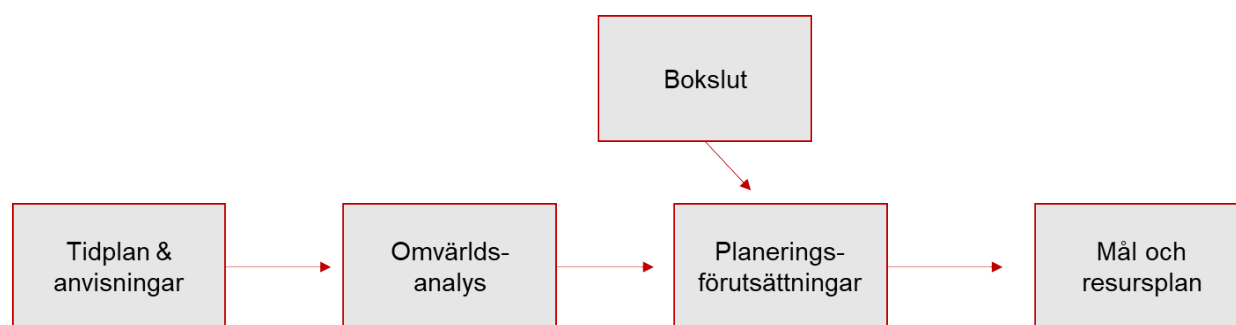 Bokslut
Tidplan &
anvisningar
Omvärlds-
analys
Planerings-
förutsättningar
Mål och
resursplan